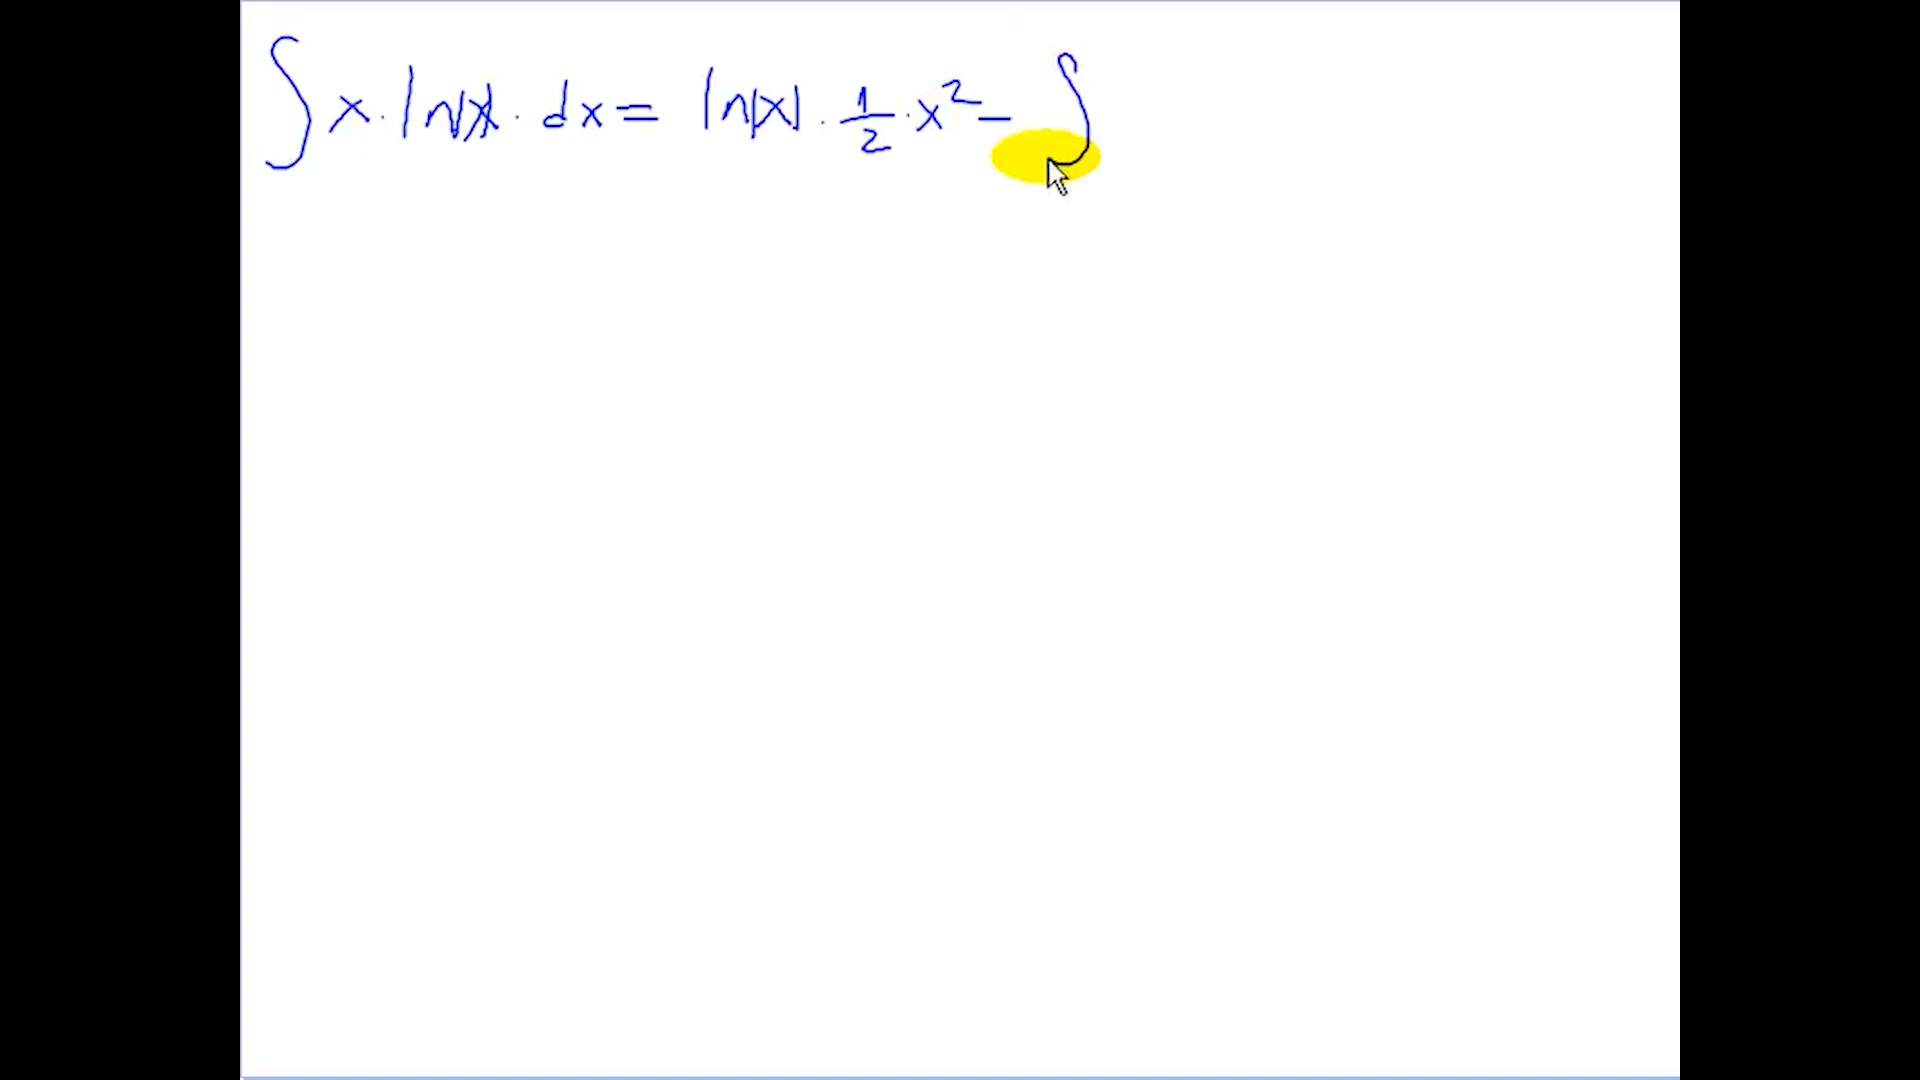 ∫ x · ln|x| · dx = ln|x| · 1/2 · x² − ∫